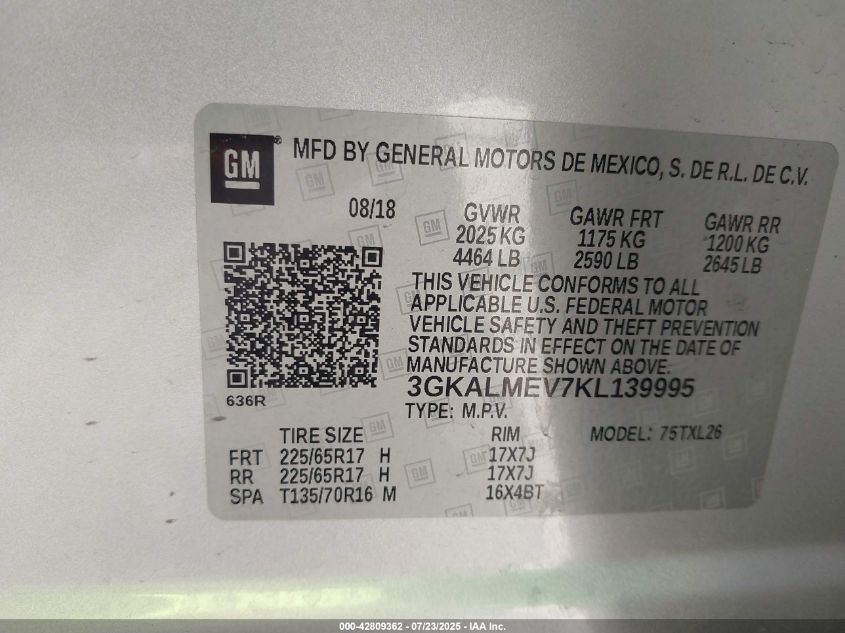 GM ® MFD BY GENERAL MOTORS DE MEXICO, S. DE R.L. DE C.V.
08/18 GVWR GAWR FRT GAWR RR
2025 KG 1175 KG 1200 KG
4464 LB 2590 LB 2645 LB
THIS VEHICLE CONFORMS TO ALL
APPLICABLE U.S. FEDERAL MOTOR
VEHICLE SAFETY AND THEFT PREVENTION
STANDARDS IN EFFECT ON THE DATE OF
MANUFACTURE SHOWN ABOVE.
3GKALMEV7KL139995
636R
TYPE: M.P.V.
TIRE SIZE RIM MODEL: 75TXL26
FRT 225/65R17 H 17X7J
RR 225/65R17 H 17X7J
SPA T135/70R16 M 16X4BT
000-42809362 - 07/23/2025 - IAA Inc.